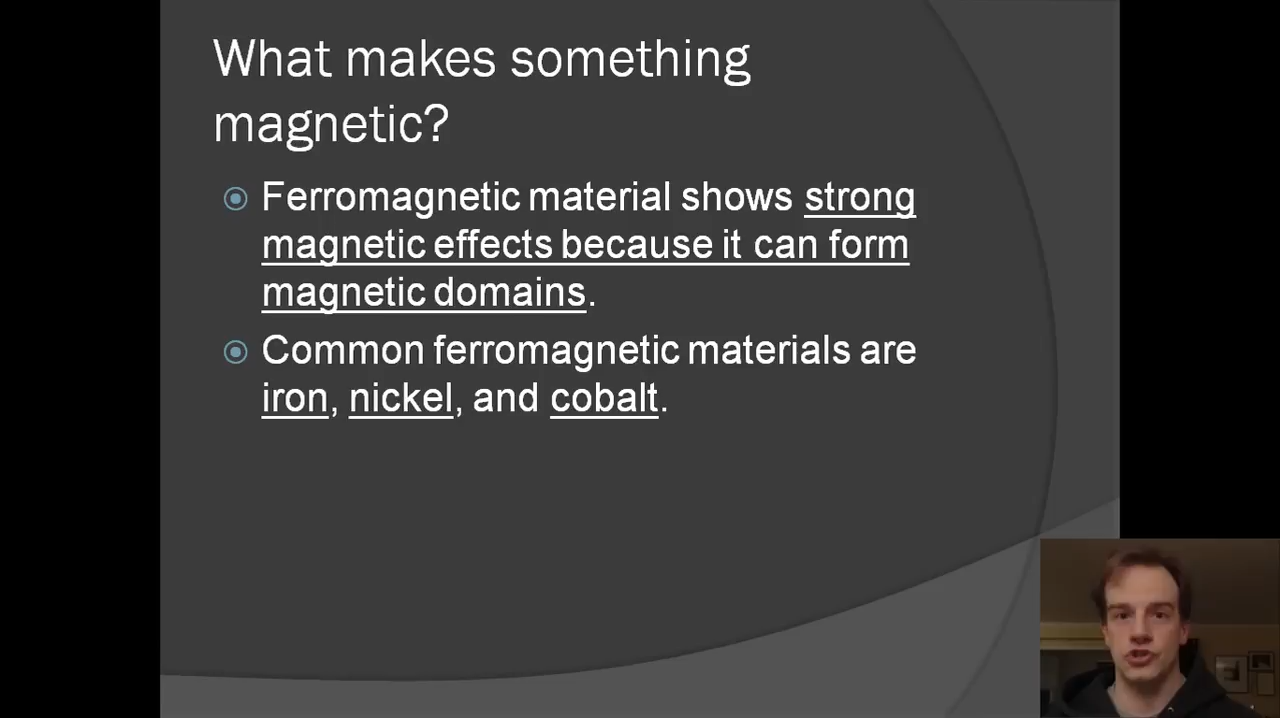 What makes something
magnetic?
Ferromagnetic material shows strong
magnetic effects because it can form
magnetic domains.
Common ferromagnetic materials are
iron, nickel, and cobalt.